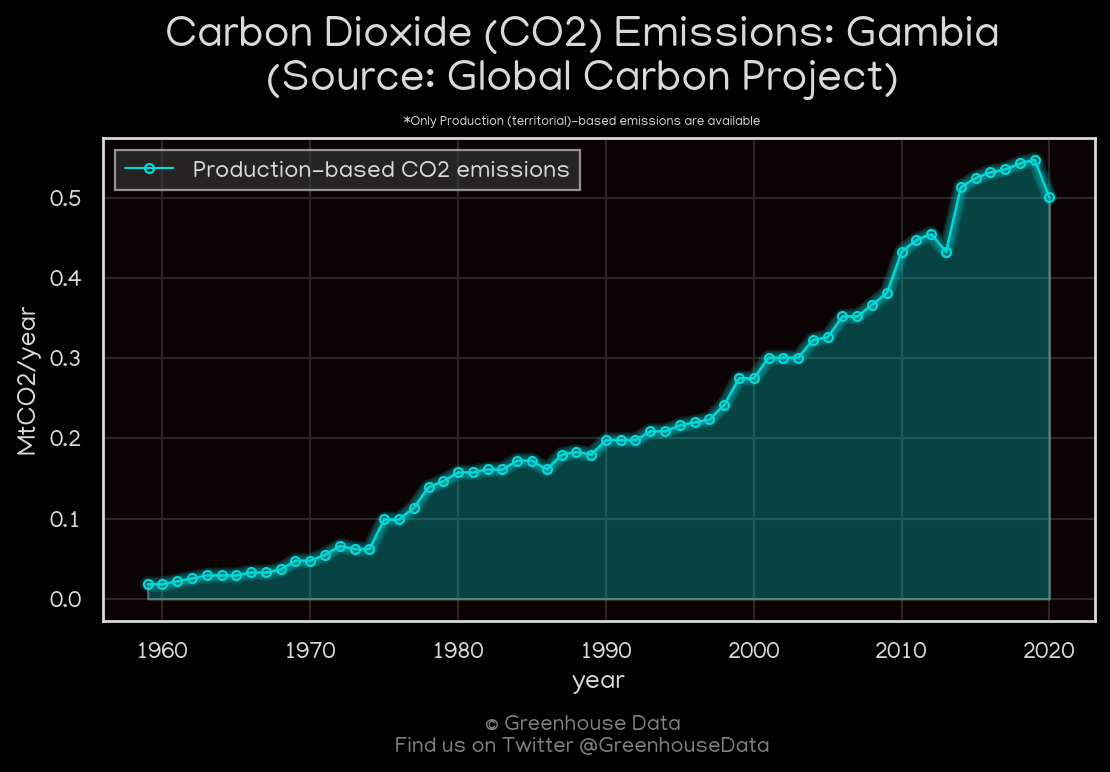 Carbon Dioxide (CO2) Emissions: Gambia
(Source: Global Carbon Project)
*Only Production (territorial)-based emissions are available
Production-based CO2 emissions
MtCO2/year
0.5
0.4
0.3
0.2
0.1
0.0
1960 1970 1980 1990 2000 2010 2020
year
© Greenhouse Data
Find us on Twitter @GreenhouseData